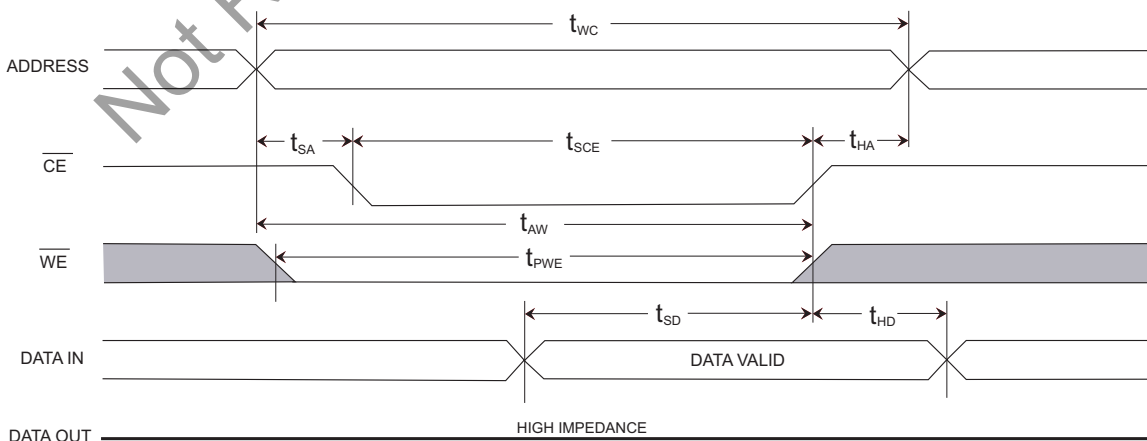 Not R
tWC
ADDRESS
tSA
tSCE
tHA
CE
tAW
WE
tPWE
tSD
tHD
DATA IN
DATA VALID
DATA OUT
HIGH IMPEDANCE